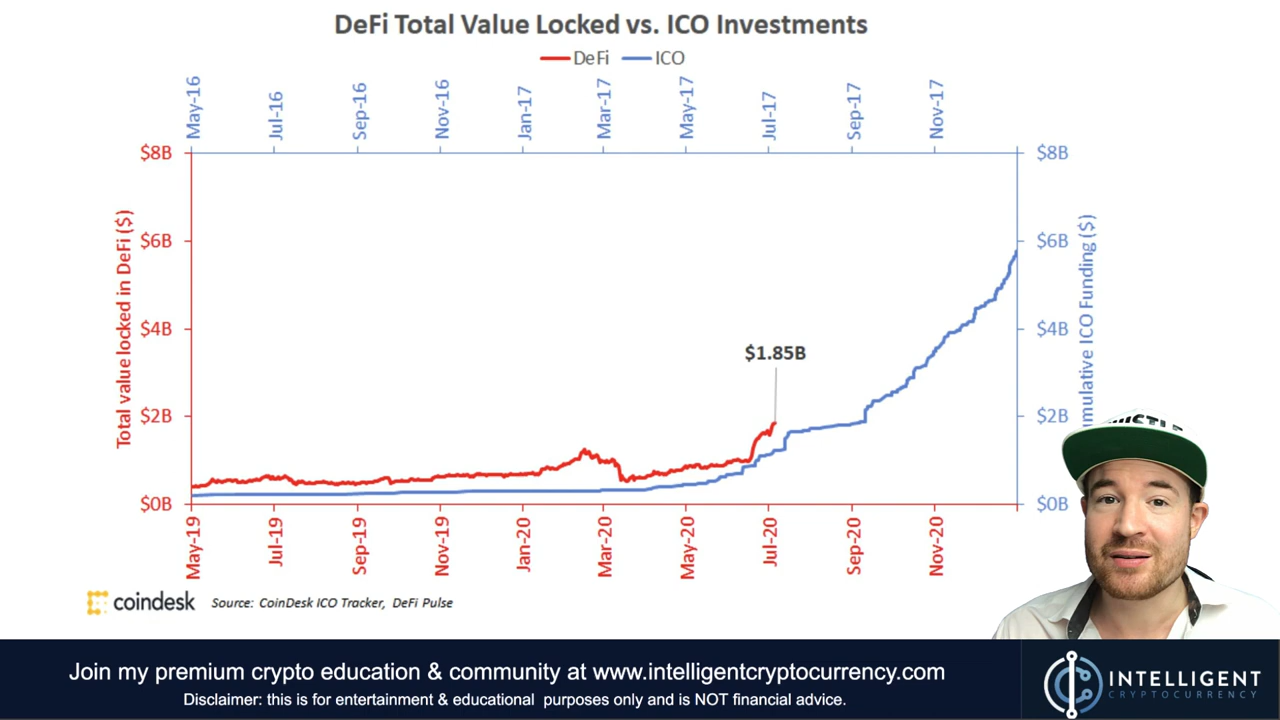 DeFi Total Value Locked vs. ICO Investments
DeFi ICO
May-16 Jul-16 Sep-16 Nov-16 Jan-17 Mar-17 May-17 Jul-17 Sep-17 Nov-17
$8B $8B
$6B $6B
$4B $4B
$2B $2B
$0B $0B
Total value locked in DeFi ($)
ICO Funding ($)
$1.85B
May-19 Jul-19 Sep-19 Nov-19 Jan-20 Mar-20 May-20 Jul-20 Sep-20 Nov-20
coindesk Source: CoinDesk ICO Tracker, DeFi Pulse
Join my premium crypto education & community at www.intelligentcryptocurrency.com
Disclaimer: this is for entertainment & educational purposes only and is NOT financial advice.
INTELLIGENT
CRYPTOCURRENCY